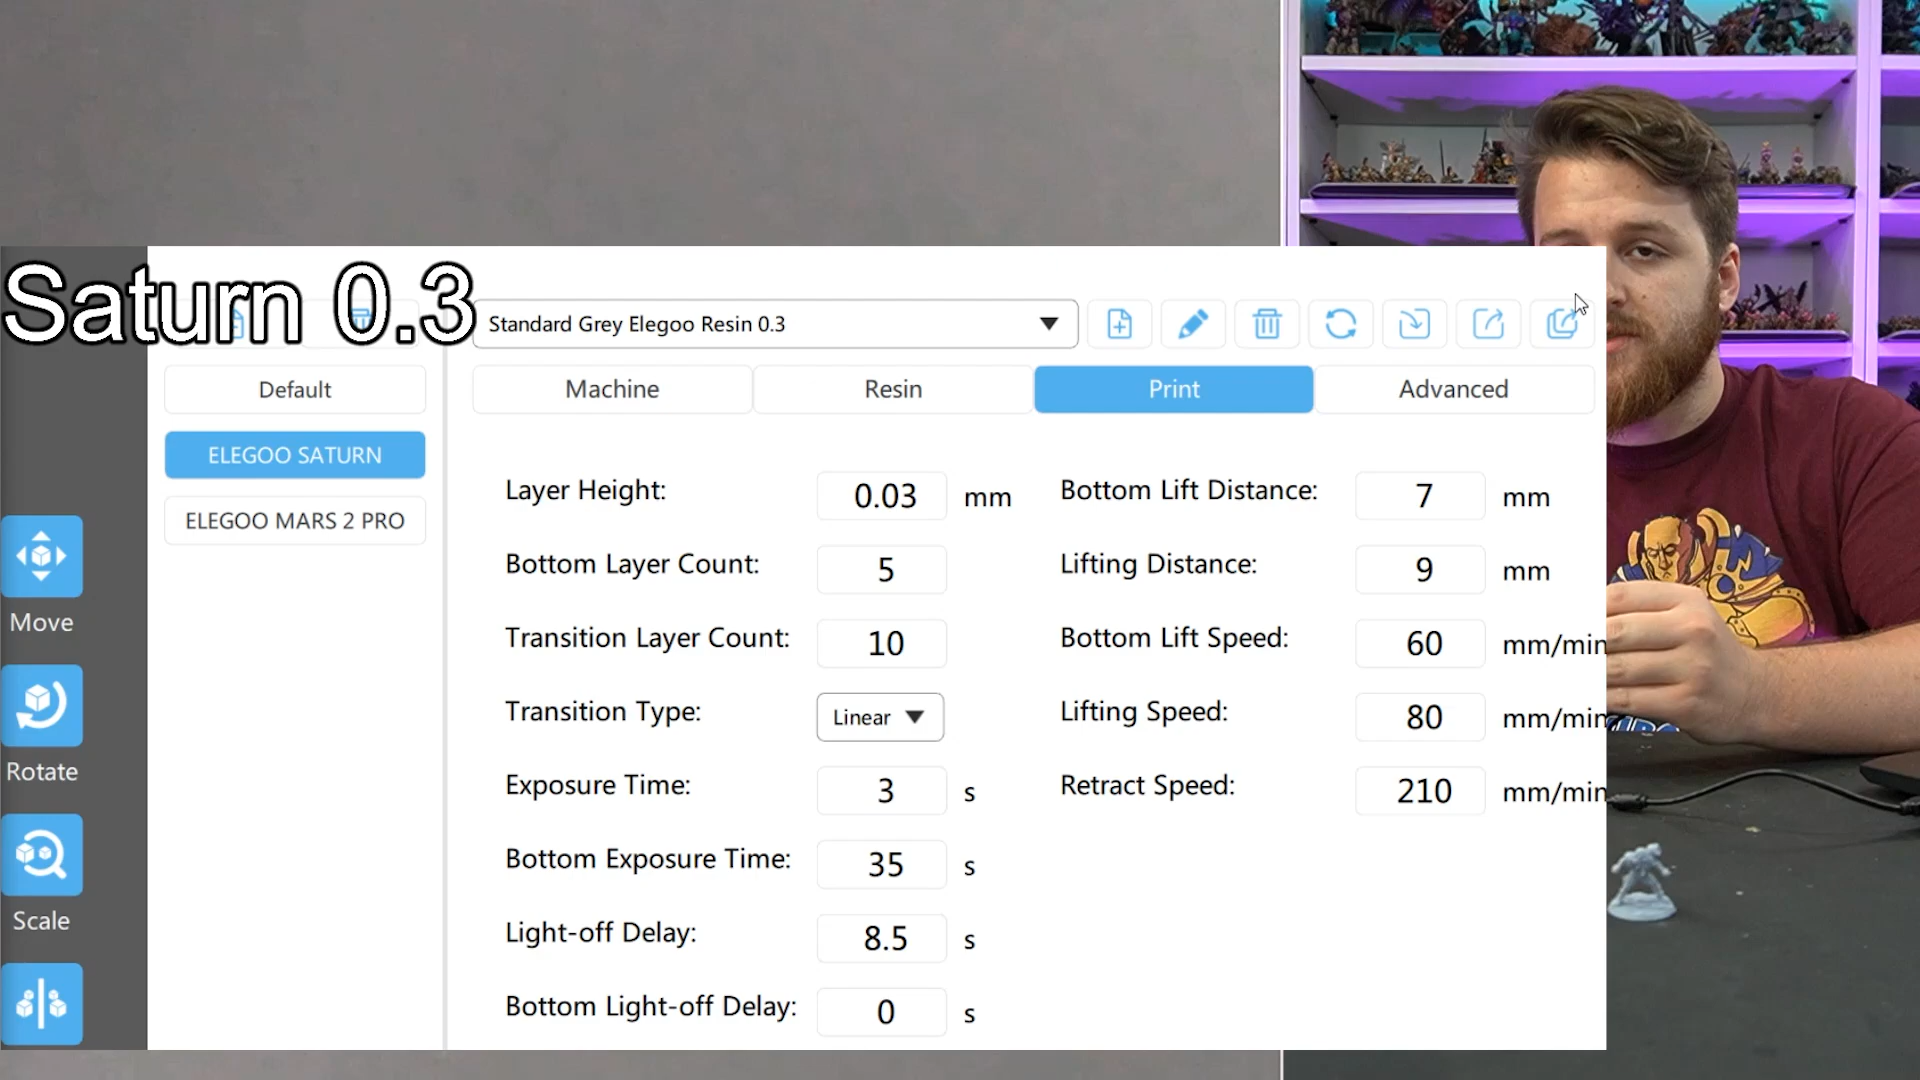 Saturn 0.3
Standard Grey Elegoo Resin 0.3
Default
ELEGOO SATURN
ELEGOO MARS 2 PRO
Machine
Resin
Print
Advanced
Move
Rotate
Scale
Layer Height: 0.03 mm
Bottom Layer Count: 5
Transition Layer Count: 10
Transition Type: Linear
Exposure Time: 3 s
Bottom Exposure Time: 35 s
Light-off Delay: 8.5 s
Bottom Light-off Delay: 0 s
Bottom Lift Distance: 7 mm
Lifting Distance: 9 mm
Bottom Lift Speed: 60 mm/min
Lifting Speed: 80 mm/min
Retract Speed: 210 mm/min